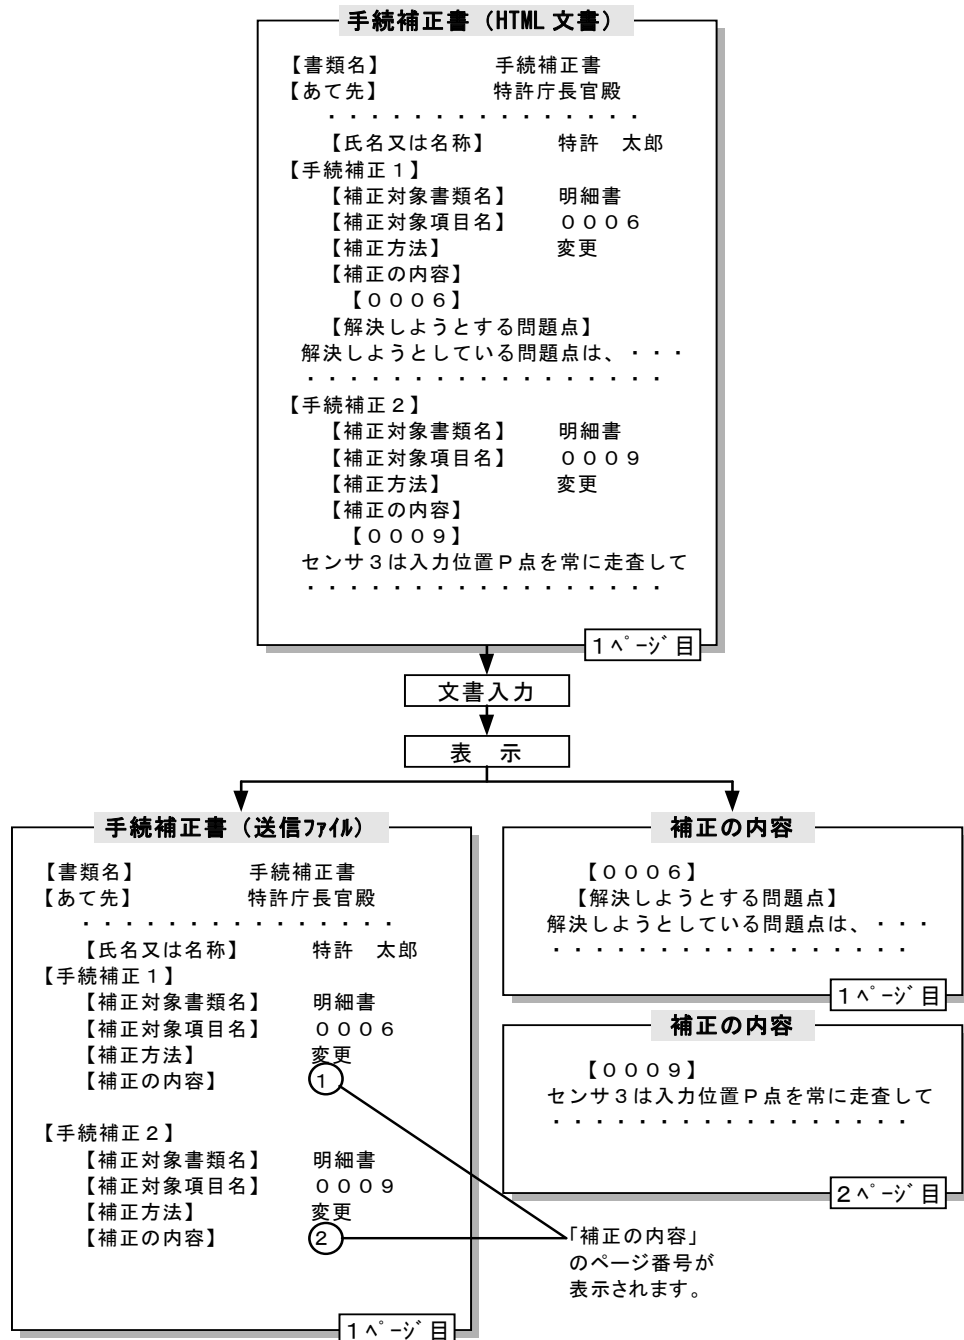 手続補正書（HTML 文書）
【書類名】　手続補正書
【あて先】　特許庁長官殿
・・・・・・・・・・・・・・・
【氏名又は名称】　特許　太郎
【手続補正１】
【補正対象書類名】　明細書
【補正対象項目名】　０００６
【補正方法】　変更
【補正の内容】
【０００６】
【解決しようとする問題点】
解決しようとしている問題点は、・・・
・・・・・・・・・・・・・・・・・
【手続補正２】
【補正対象書類名】　明細書
【補正対象項目名】　０００９
【補正方法】　変更
【補正の内容】
【０００９】
センサ３は入力位置Ｐ点を常に走査して
・・・・・・・・・・・・・・・・・
１ﾍﾟｰｼﾞ目
文書入力
表　示
手続補正書（送信ﾌｧｲﾙ）
【書類名】　手続補正書
【あて先】　特許庁長官殿
・・・・・・・・・・・・・・・
【氏名又は名称】　特許　太郎
【手続補正１】
【補正対象書類名】　明細書
【補正対象項目名】　０００６
【補正方法】　変更
【補正の内容】　1
【手続補正２】
【補正対象書類名】　明細書
【補正対象項目名】　０００９
【補正方法】　変更
【補正の内容】　2
１ﾍﾟｰｼﾞ目
補正の内容
【０００６】
【解決しようとする問題点】
解決しようとしている問題点は、・・・
・・・・・・・・・・・・・・・・・
１ﾍﾟｰｼﾞ目
補正の内容
【０００９】
センサ３は入力位置Ｐ点を常に走査して
・・・・・・・・・・・・・・・・・
２ﾍﾟｰｼﾞ目
「補正の内容」
のページ番号が
表示されます。